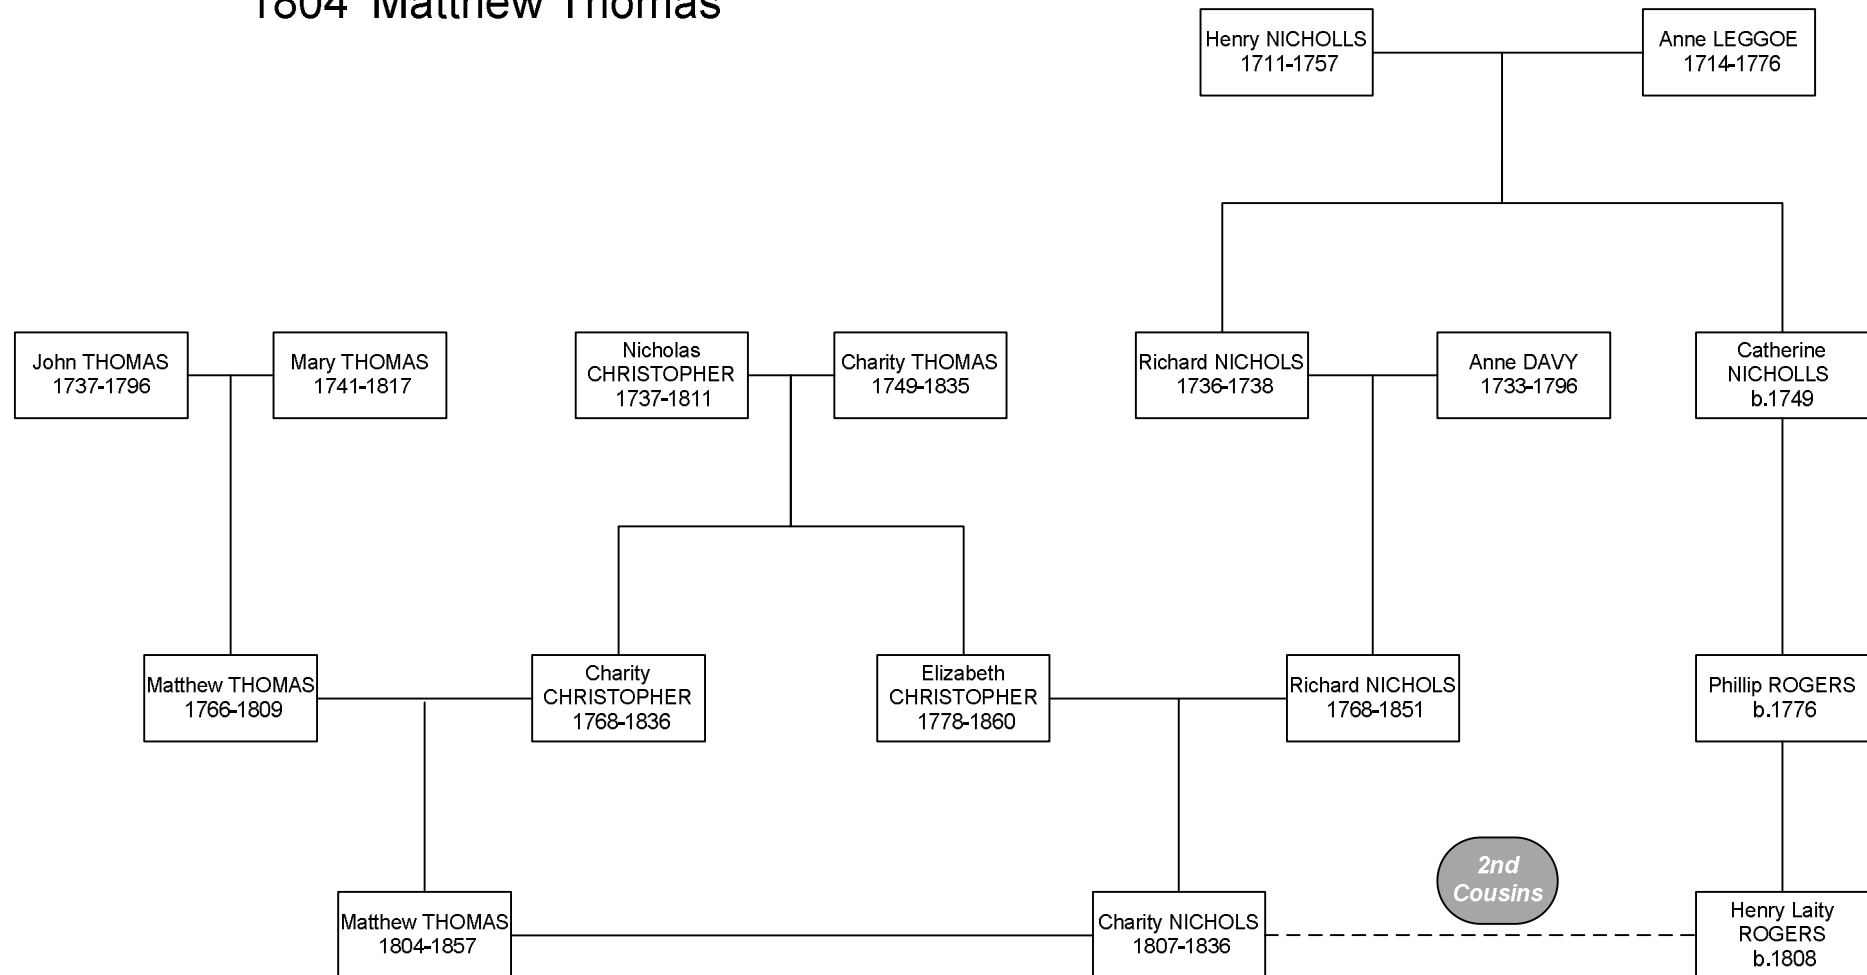 1804 Matthew Thomas
Henry NICHOLLS
1711-1757
Anne LEGGOE
1714-1776
John THOMAS
1737-1796
Mary THOMAS
1741-1817
Nicholas
CHRISTOPHER
1737-1811
Charity THOMAS
1749-1835
Richard NICHOLS
1736-1738
Anne DAVY
1733-1796
Catherine
NICHOLLS
b.1749
Matthew THOMAS
1766-1809
Charity
CHRISTOPHER
1768-1836
Elizabeth
CHRISTOPHER
1778-1860
Richard NICHOLS
1768-1851
Phillip ROGERS
b.1776
2nd
Cousins
Matthew THOMAS
1804-1857
Charity NICHOLS
1807-1836
Henry Laity
ROGERS
b.1808